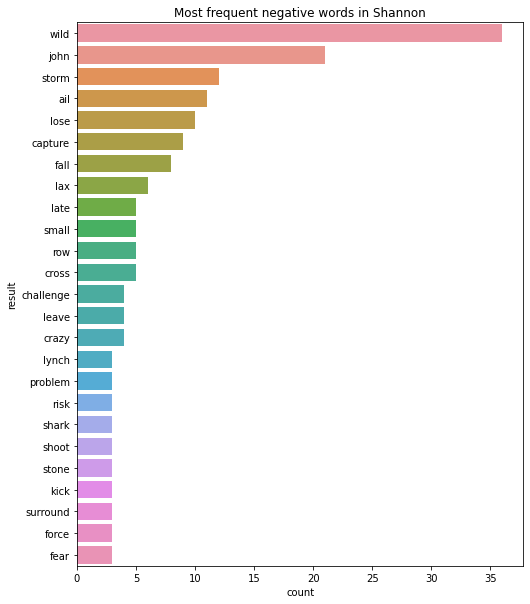 Most frequent negative words in Shannon
wild
john
storm
ail
lose
capture
fall
lax
late
small
row
cross
challenge
leave
crazy
lynch
problem
risk
shark
shoot
stone
kick
surround
force
fear
result
0 5 10 15 20 25 30 35
count